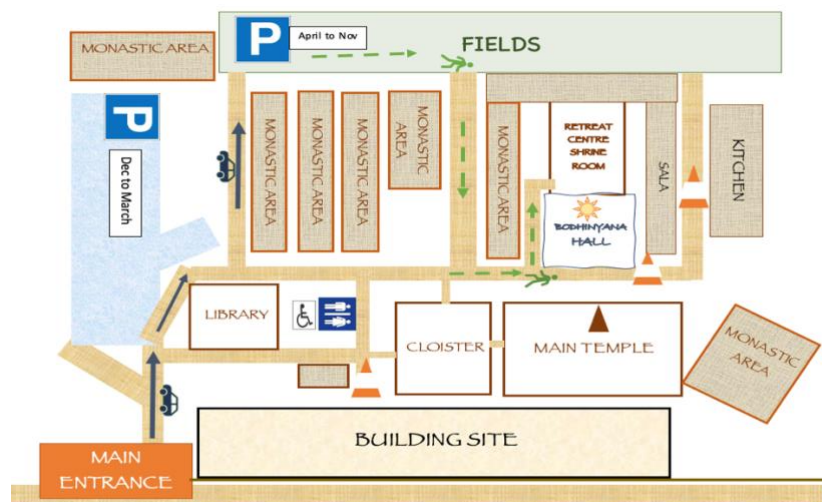 MONASTIC AREA
P
April to Nov
FIELDS
P
Dec to March
MONASTIC AREA
MONASTIC AREA
MONASTIC AREA
MONASTIC
AREA
MONASTIC AREA
RETREAT
CENTRE
SHRINE
ROOM
SALA
KITCHEN
BODHINYANA
HALL
LIBRARY
CLOISTER
MAIN TEMPLE
MONASTIC
AREA
BUILDING SITE
MAIN
ENTRANCE